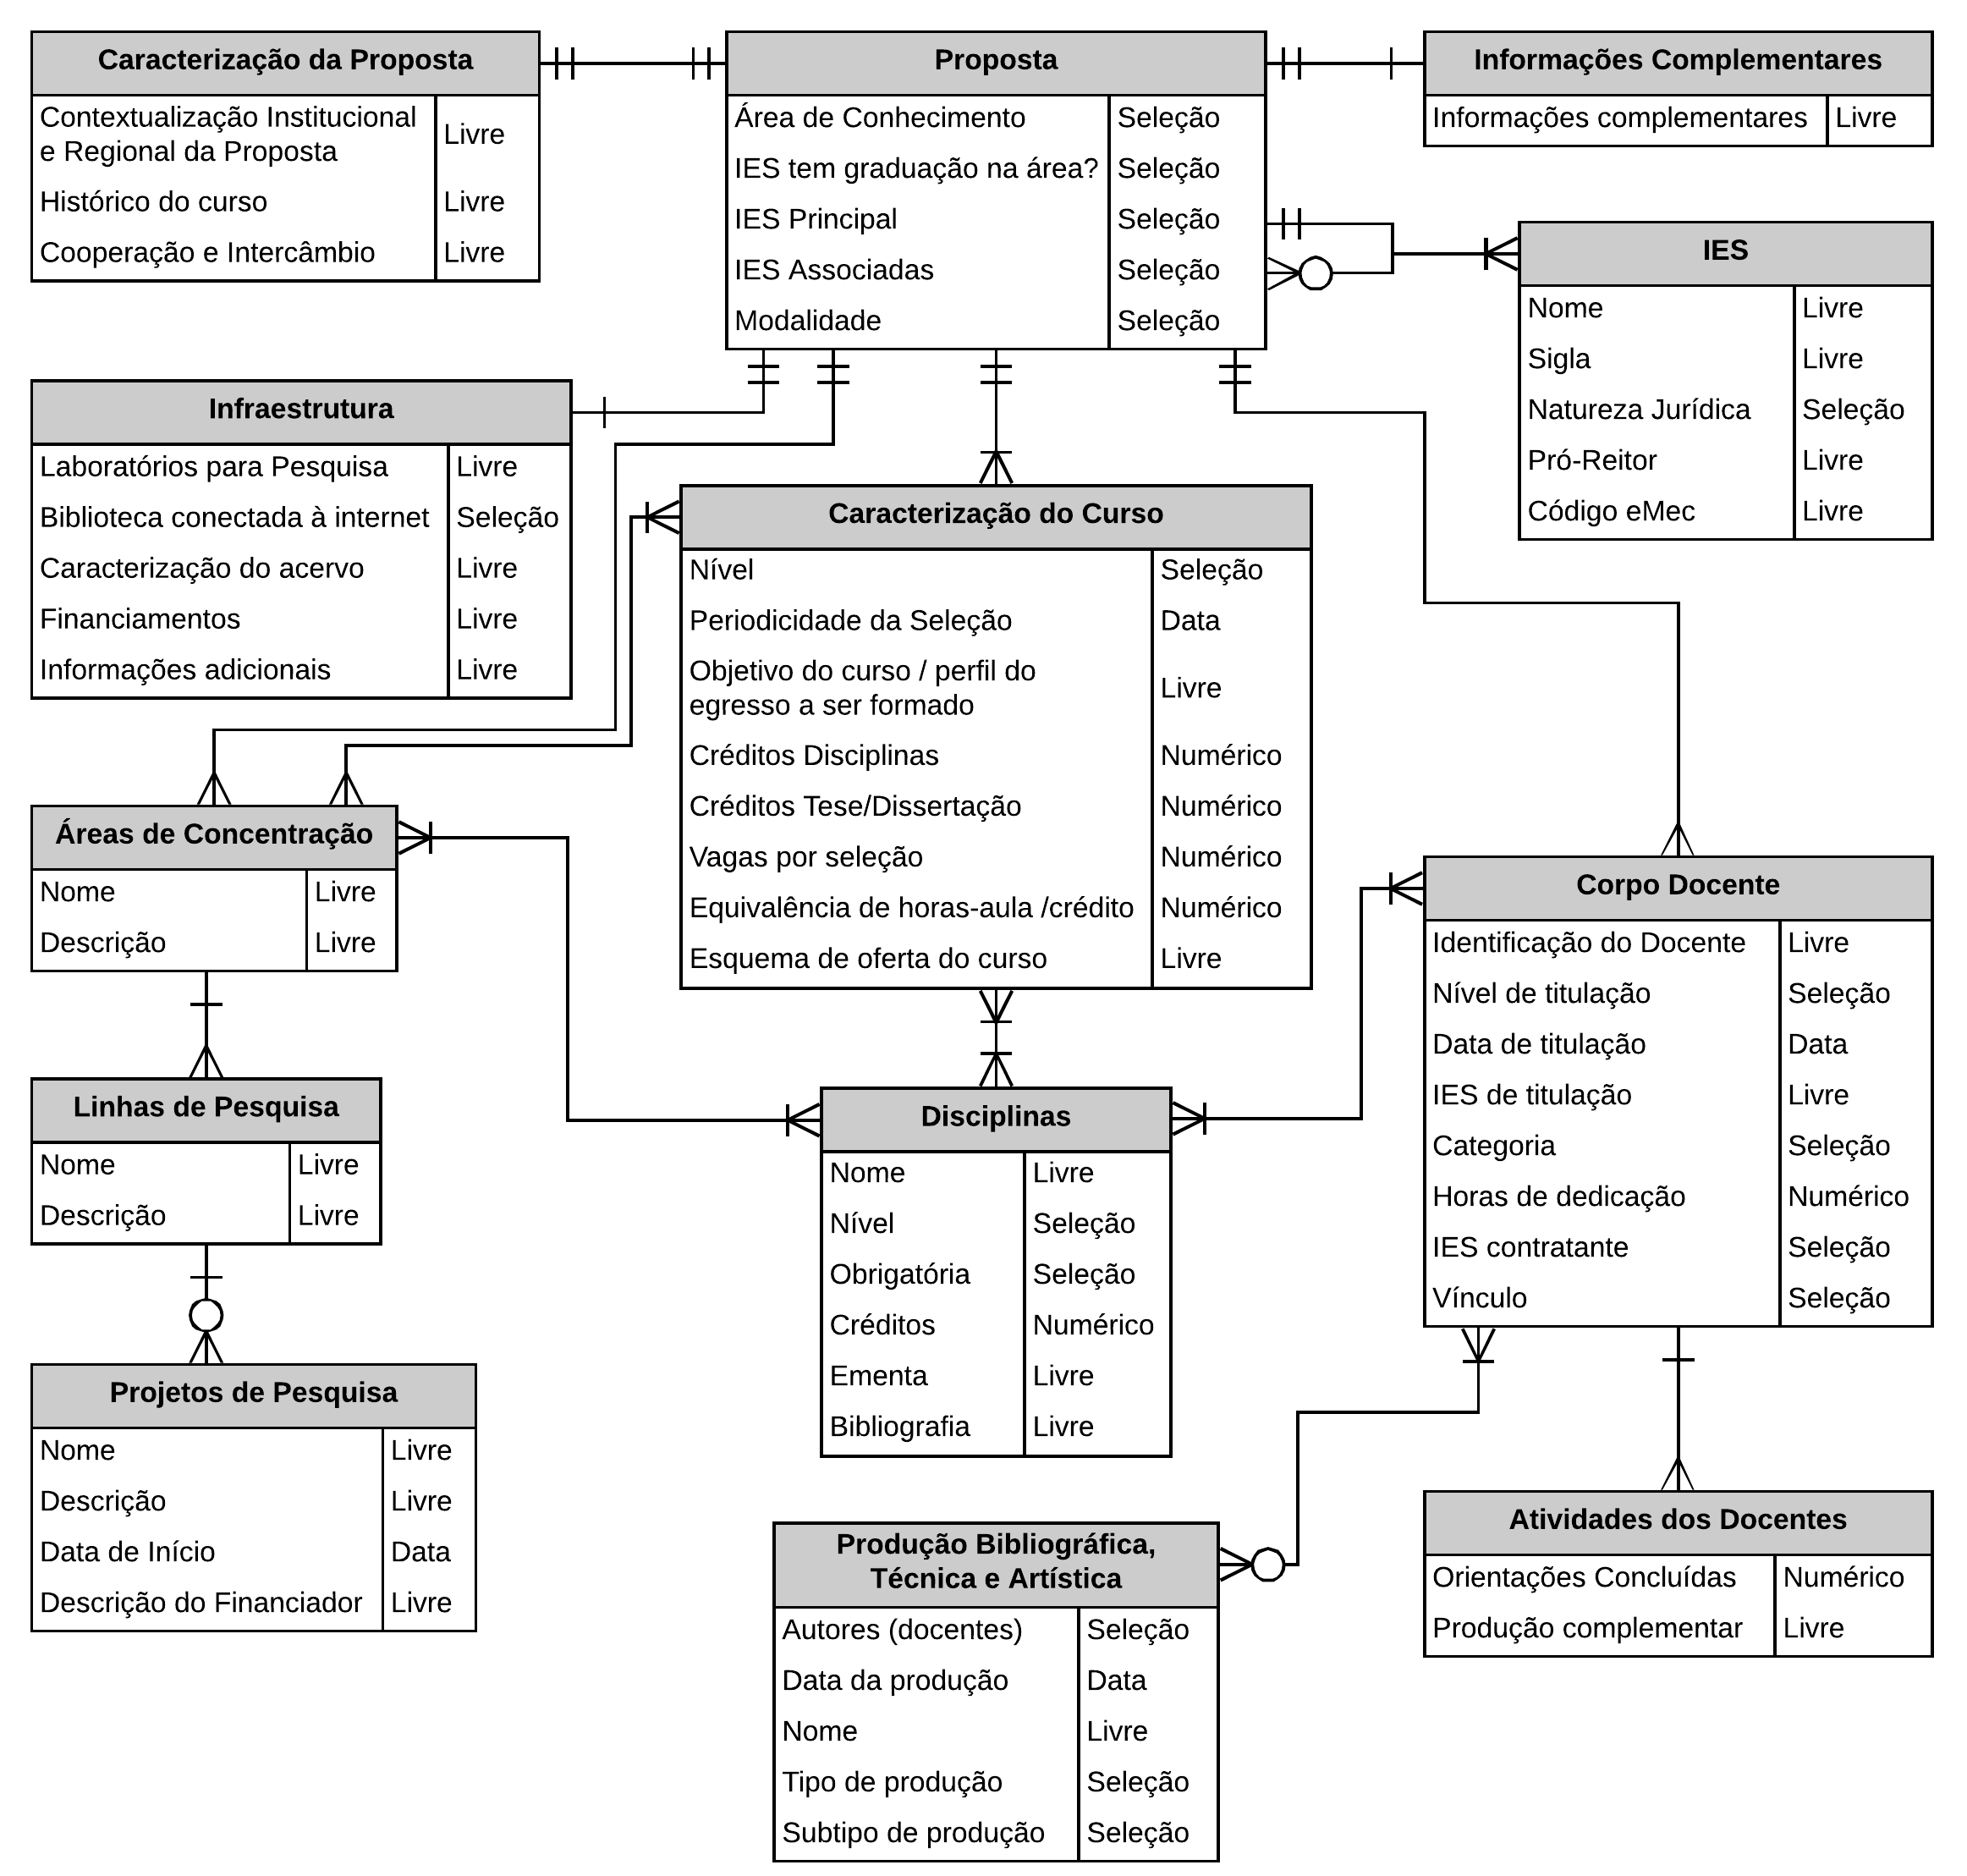 Caracterização da Proposta
Contextualização Institucional
e Regional da Proposta
Livre
Histórico do curso
Livre
Cooperação e Intercâmbio
Livre
Proposta
Área de Conhecimento
Seleção
IES tem graduação na área?
Seleção
IES Principal
Seleção
IES Associadas
Seleção
Modalidade
Seleção
Informações Complementares
Informações complementares
Livre
IES
Nome
Livre
Sigla
Livre
Natureza Jurídica
Seleção
Pró-Reitor
Livre
Código eMec
Livre
Infraestrutura
Laboratórios para Pesquisa
Livre
Biblioteca conectada à internet
Seleção
Caracterização do acervo
Livre
Financiamentos
Livre
Informações adicionais
Livre
Caracterização do Curso
Nível
Seleção
Periodicidade da Seleção
Data
Objetivo do curso / perfil do
egresso a ser formado
Livre
Créditos Disciplinas
Numérico
Créditos Tese/Dissertação
Numérico
Vagas por seleção
Numérico
Equivalência de horas-aula /crédito
Numérico
Esquema de oferta do curso
Livre
Áreas de Concentração
Nome
Livre
Descrição
Livre
Corpo Docente
Identificação do Docente
Livre
Nível de titulação
Seleção
Data de titulação
Data
IES de titulação
Livre
Categoria
Seleção
Horas de dedicação
Numérico
IES contratante
Seleção
Vínculo
Seleção
Linhas de Pesquisa
Nome
Livre
Descrição
Livre
Disciplinas
Nome
Livre
Nível
Seleção
Obrigatória
Seleção
Créditos
Numérico
Ementa
Livre
Bibliografia
Livre
Projetos de Pesquisa
Nome
Livre
Descrição
Livre
Data de Início
Data
Descrição do Financiador
Livre
Produção Bibliográfica,
Técnica e Artística
Autores (docentes)
Seleção
Data da produção
Data
Nome
Livre
Tipo de produção
Seleção
Subtipo de produção
Seleção
Atividades dos Docentes
Orientações Concluídas
Numérico
Produção complementar
Livre